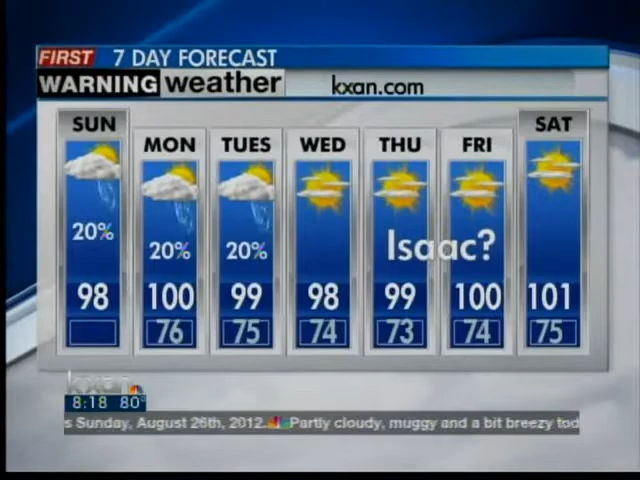 FIRST 7 DAY FORECAST
WARNING weather kxan.com
SUN MON TUES WED THU FRI SAT
20% 20% 20% Isaac?
98 100 99 98 99 100 101
76 75 74 73 74 75
kxan
8:18 80°
s Sunday, August 26th, 2012. Partly cloudy, muggy and a bit breezy tod